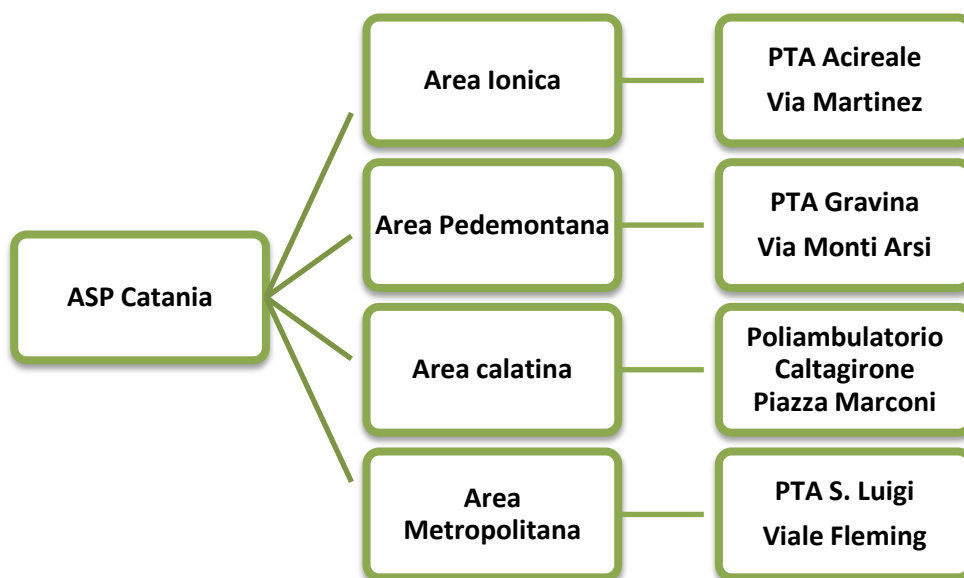 ASP Catania
Area Ionica
PTA Acireale
Via Martinez
Area Pedemontana
PTA Gravina
Via Monti Arsi
Area calatina
Poliambulatorio
Caltagirone
Piazza Marconi
Area
Metropolitana
PTA S. Luigi
Viale Fleming